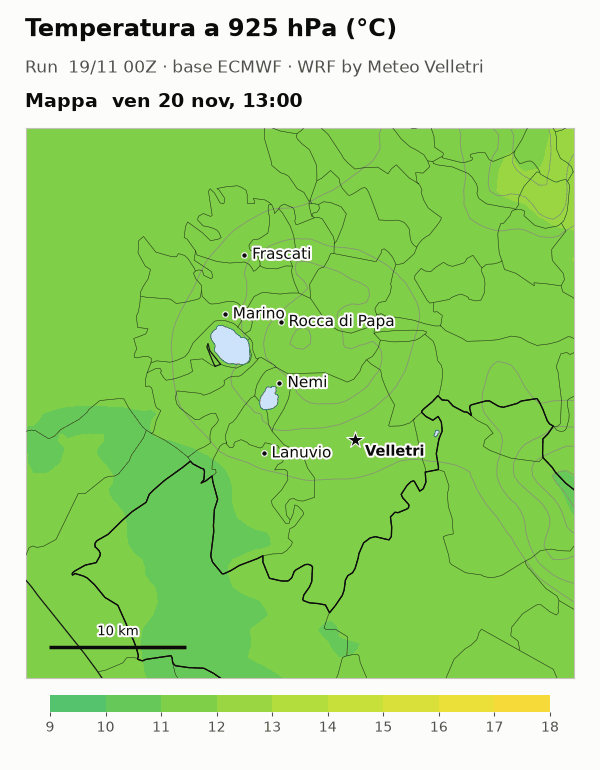 Temperatura a 925 hPa (°C)
Run  19/11 00Z · base ECMWF · WRF by Meteo Velletri
Mappa  ven 20 nov, 13:00
Frascati
Marino
Rocca di Papa
Nemi
Velletri
Lanuvio
10 km
9 10 11 12 13 14 15 16 17 18